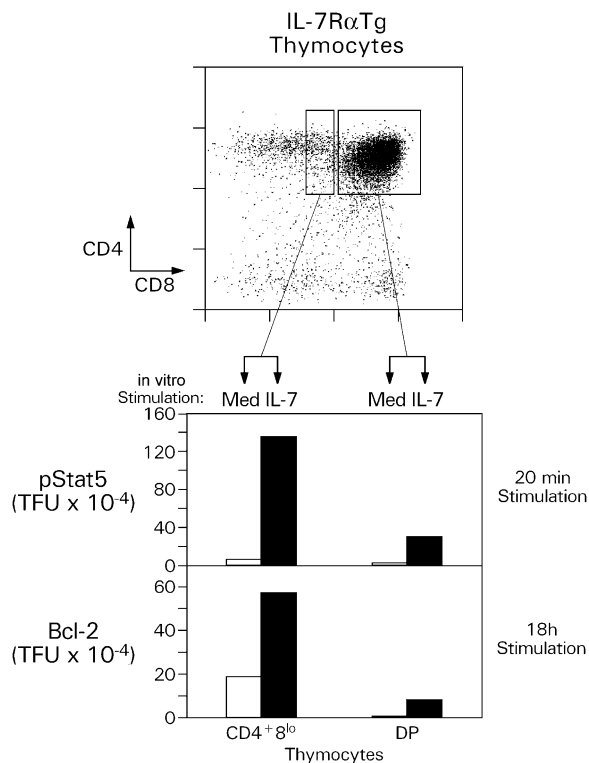 IL-7RαTg
Thymocytes
CD4
CD8
in vitro
Stimulation:
Med IL-7
Med IL-7
160
120
80
40
0
pStat5
(TFU x 10-4)
20 min
Stimulation
60
40
20
0
Bcl-2
(TFU x 10-4)
18h
Stimulation
CD4+8lo
DP
Thymocytes